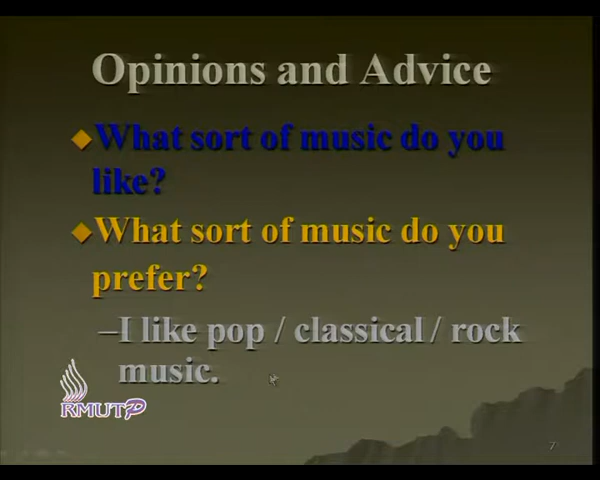 Opinions and Advice
What sort of music do you
like?
What sort of music do you
prefer?
–I like pop / classical / rock
music.
RMUTP
7